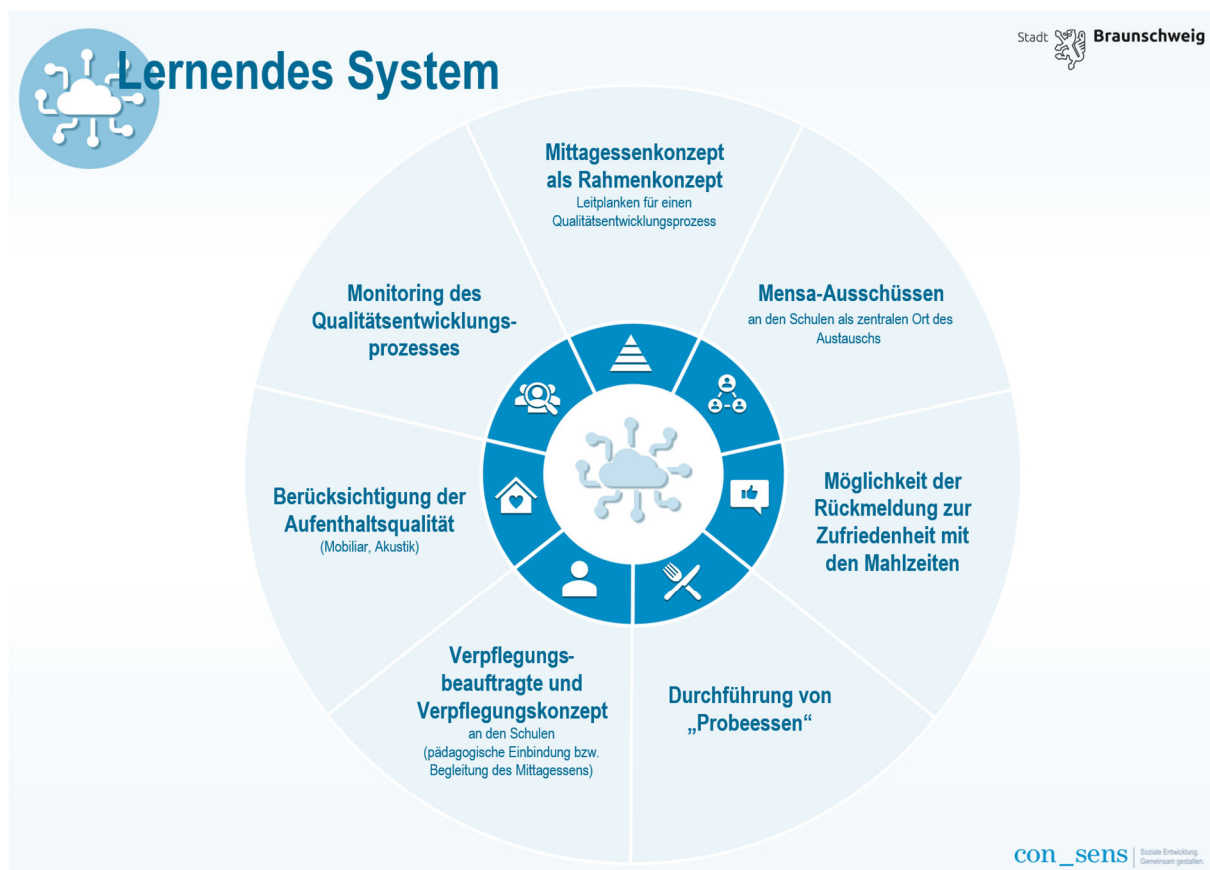 Lernendes System
Stadt Braunschweig
Mittagessenkonzept
als Rahmenkonzept
Leitplanken für einen
Qualitätsentwicklungsprozess
Mensa-Ausschüssen
an den Schulen als zentralen Ort des
Austauschs
Möglichkeit der
Rückmeldung zur
Zufriedenheit mit
den Mahlzeiten
Durchführung von
„Probeessen“
Verpflegungs-
beauftragte und
Verpflegungskonzept
an den Schulen
(pädagogische Einbindung bzw.
Begleitung des Mittagessens)
Berücksichtigung der
Aufenthaltsqualität
(Mobiliar, Akustik)
Monitoring des
Qualitätsentwicklungs-
prozesses
con_sens
Soziale Entwicklung.
Gemeinsam gestalten.